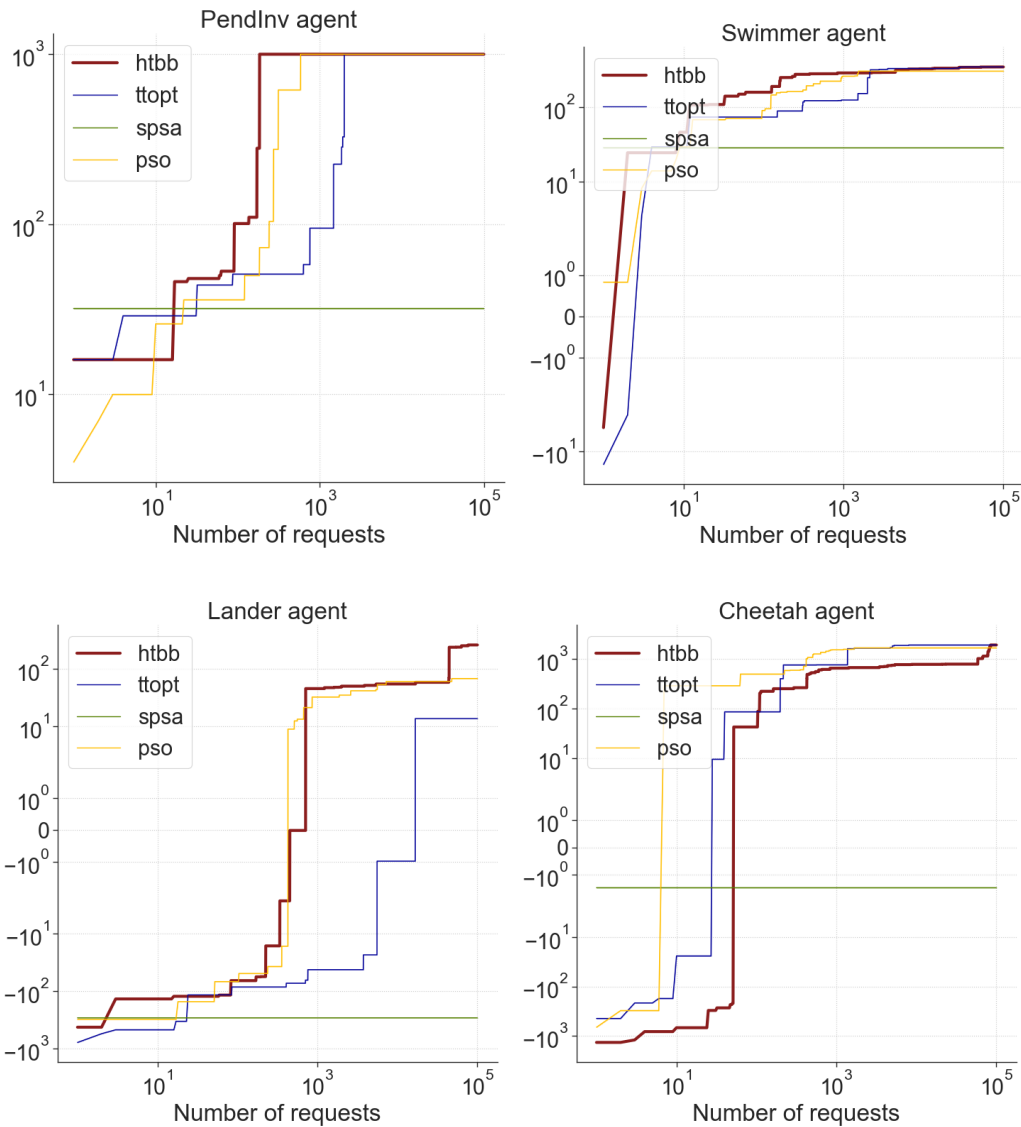 PendInv agent
10^3
10^2
10^1
htbb
ttopt
spsa
pso
10^1
10^3
10^5
Number of requests
Swimmer agent
10^2
10^1
10^0
0
−10^0
−10^1
htbb
ttopt
spsa
pso
10^1
10^3
10^5
Number of requests
Lander agent
10^2
10^1
10^0
0
−10^0
−10^1
−10^2
−10^3
htbb
ttopt
spsa
pso
10^1
10^3
10^5
Number of requests
Cheetah agent
10^3
10^2
10^1
10^0
0
−10^0
−10^1
−10^2
−10^3
htbb
ttopt
spsa
pso
10^1
10^3
10^5
Number of requests